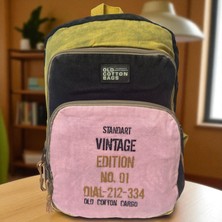 OLD
COTTON
BAGS
STANDART
VINTAGE
EDITION
NO. 01
DIAL-212-334
OLD COTTON CARGO